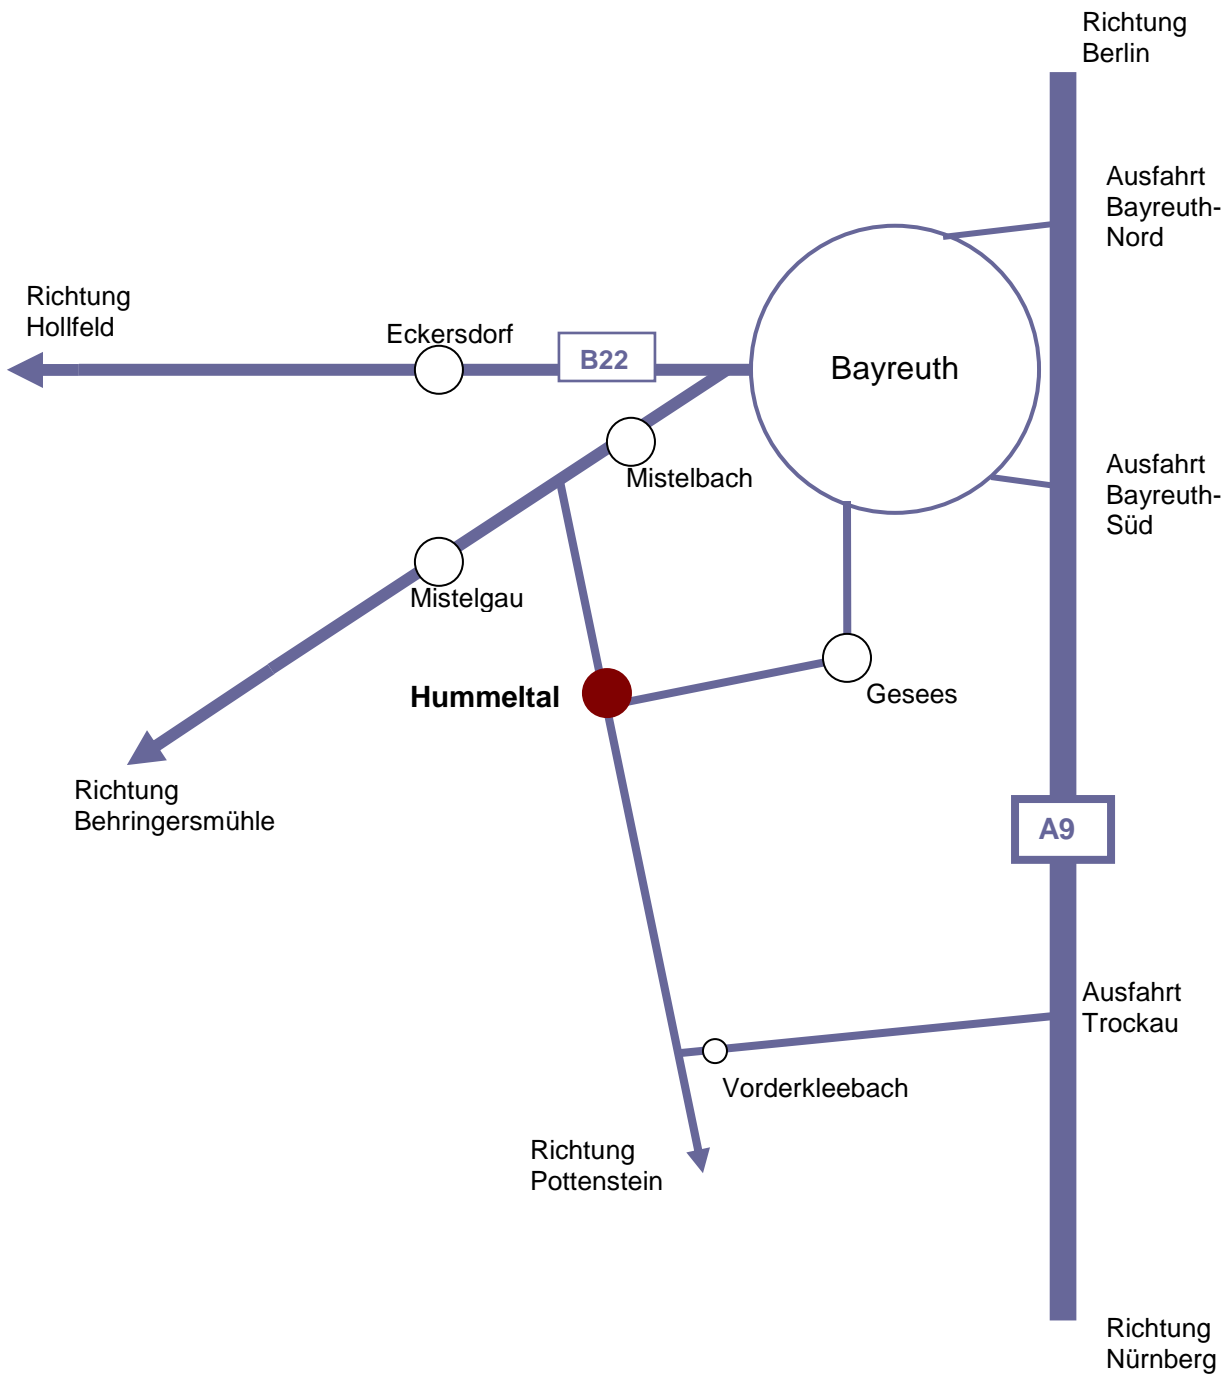 Richtung
Berlin
Ausfahrt
Bayreuth-
Nord
Richtung
Hollfeld
Eckersdorf
B22
Bayreuth
Mistelbach
Ausfahrt
Bayreuth-
Süd
Mistelgau
Hummeltal
Gesees
Richtung
Behringersmühle
A9
Ausfahrt
Trockau
Vorderkleebach
Richtung
Pottenstein
Richtung
Nürnberg